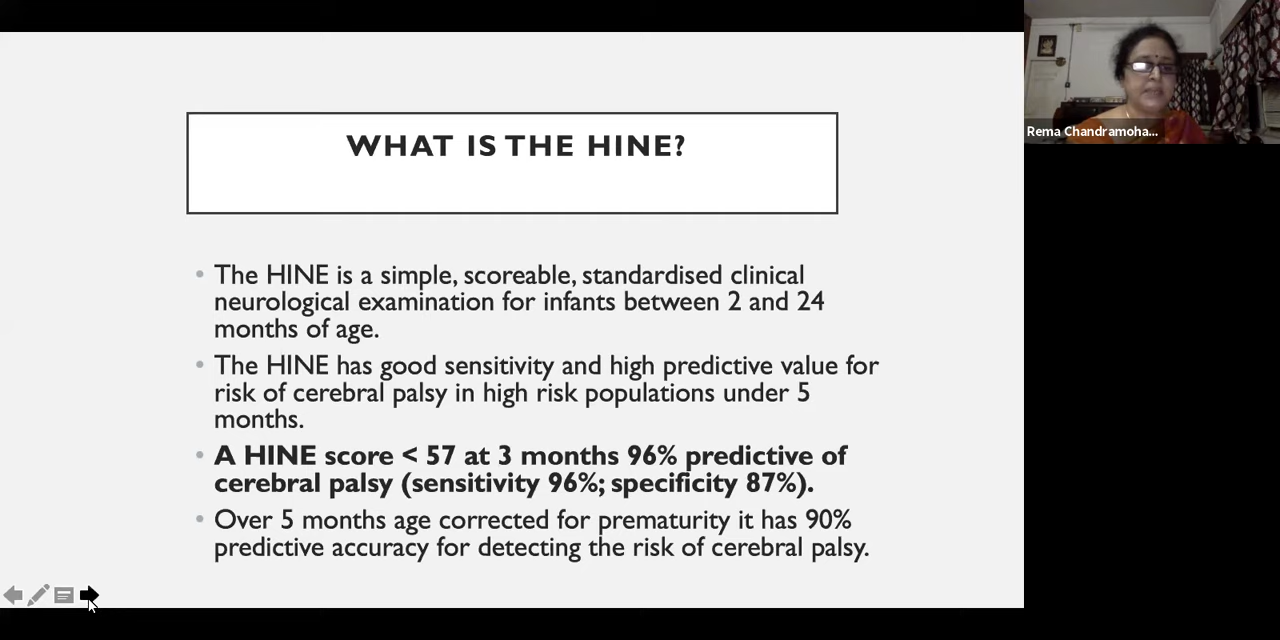 WHAT IS THE HINE?
• The HINE is a simple, scoreable, standardised clinical
neurological examination for infants between 2 and 24
months of age.
• The HINE has good sensitivity and high predictive value for
risk of cerebral palsy in high risk populations under 5
months.
• A HINE score < 57 at 3 months 96% predictive of
cerebral palsy (sensitivity 96%; specificity 87%).
• Over 5 months age corrected for prematurity it has 90%
predictive accuracy for detecting the risk of cerebral palsy.
Rema Chandramoha...